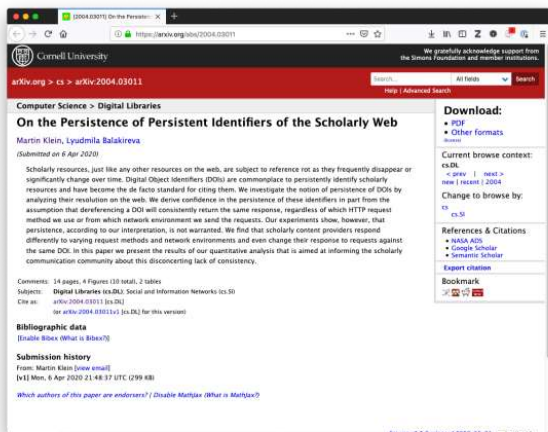 [2004.03011] On the Persisten
https://arxiv.org/abs/2004.03011
Cornell University
We gratefully acknowledge support from
the Simons Foundation and member institutions.
arXiv.org > cs > arXiv:2004.03011
Search...
All fields
Search
Help | Advanced Search
Computer Science > Digital Libraries
On the Persistence of Persistent Identifiers of the Scholarly Web
Martin Klein, Lyudmila Balakireva
(Submitted on 6 Apr 2020)
Scholarly resources, just like any other resources on the web, are subject to reference rot as they frequently disappear or
significantly change over time. Digital Object Identifiers (DOIs) are commonplace to persistently identify scholarly
resources and have become the de facto standard for citing them. We investigate the notion of persistence of DOIs by
analyzing their resolution on the web. We derive confidence in the persistence of these identifiers in part from the
assumption that dereferencing a DOI will consistently return the same response, regardless of which HTTP request
method we use or from which network environment we send the requests. Our experiments show, however, that
persistence, according to our interpretation, is not warranted. We find that scholarly content providers respond
differently to varying request methods and network environments and even change their response to requests against
the same DOI. In this paper we present the results of our quantitative analysis that is aimed at informing the scholarly
communication community about this disconcerting lack of consistency.
Comments: 14 pages, 4 Figures (10 total), 2 tables
Subjects: Digital Libraries (cs.DL); Social and Information Networks (cs.SI)
Cite as: arXiv:2004.03011 [cs.DL]
(or arXiv:2004.03011v1 [cs.DL] for this version)
Bibliographic data
[Enable Bibex (What is Bibex?)]
Submission history
From: Martin Klein [view email]
[v1] Mon, 6 Apr 2020 21:48:37 UTC (299 KB)
Which authors of this paper are endorsers? | Disable MathJax (What is MathJax?)
Download:
PDF
Other formats
(license)
Current browse context:
cs.DL
< prev | next >
new | recent | 2004
Change to browse by:
cs
cs.SI
References & Citations
NASA ADS
Google Scholar
Semantic Scholar
Export citation
Bookmark